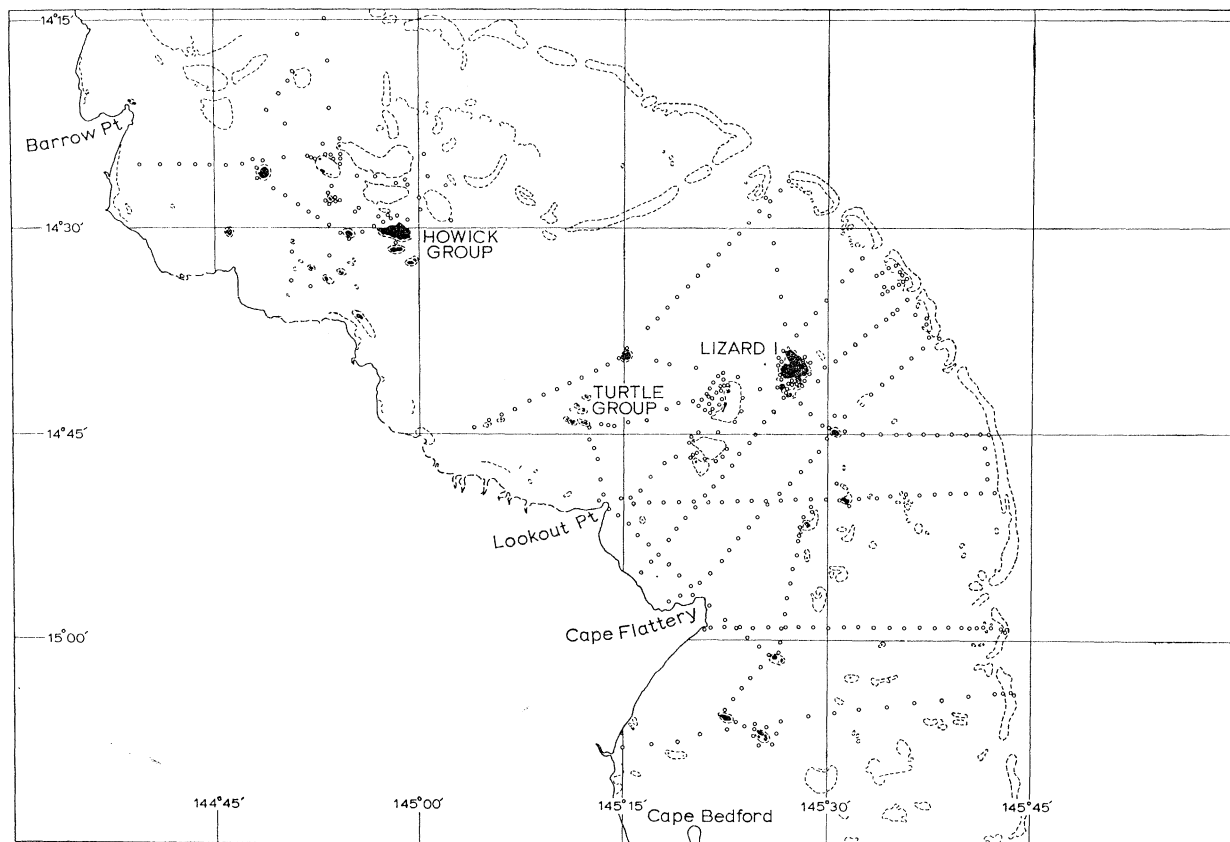 14°15′
Barrow Pt
14°30′
HOWICK
GROUP
LIZARD I
TURTLE
GROUP
14°45′
Lookout Pt
Cape Flattery
15°00′
144°45′
145°00′
145°15′
145°30′
145°45′
Cape Bedford